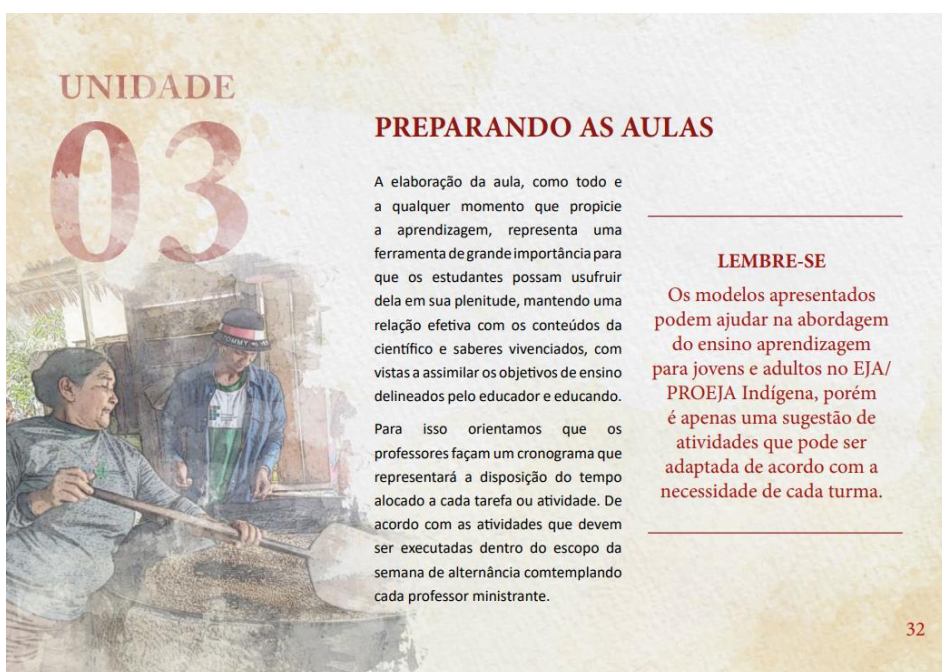 UNIDADE
03
PREPARANDO AS AULAS
A elaboração da aula, como todo e
a qualquer momento que propicie
a aprendizagem, representa uma
ferramenta de grande importância para
que os estudantes possam usufruir
dela em sua plenitude, mantendo uma
relação efetiva com os conteúdos da
científico e saberes vivenciados, com
vistas a assimilar os objetivos de ensino
delineados pelo educador e educando.
Para isso orientamos que os
professores façam um cronograma que
representará a disposição do tempo
alocado a cada tarefa ou atividade. De
acordo com as atividades que devem
ser executadas dentro do escopo da
semana de alternância comtemplando
cada professor ministrante.
LEMBRE-SE
Os modelos apresentados
podem ajudar na abordagem
do ensino aprendizagem
para jovens e adultos no EJA/
PROEJA Indígena, porém
é apenas uma sugestão de
atividades que pode ser
adaptada de acordo com a
necessidade de cada turma.
32